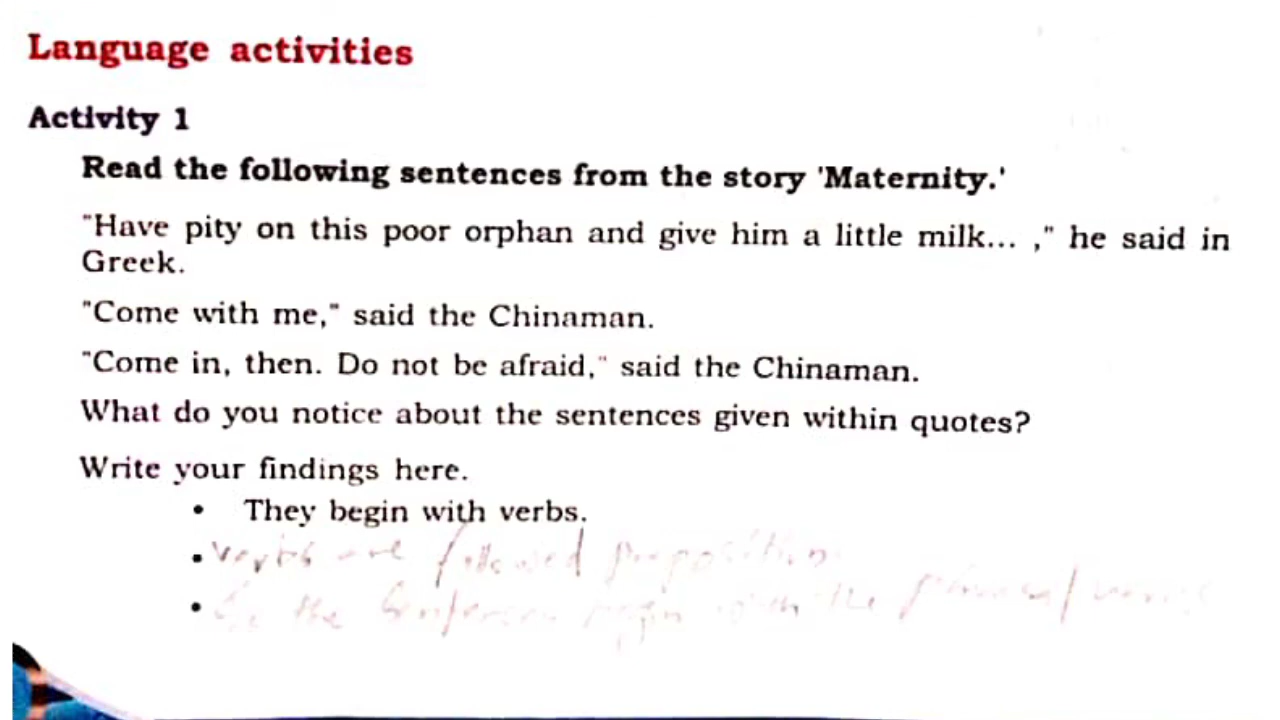 Language activities
Activity 1
Read the following sentences from the story 'Maternity.'
"Have pity on this poor orphan and give him a little milk... ," he said in
Greek.
"Come with me," said the Chinaman.
"Come in, then. Do not be afraid," said the Chinaman.
What do you notice about the sentences given within quotes?
Write your findings here.
• They begin with verbs.
• verbs are followed preposition
• the with the